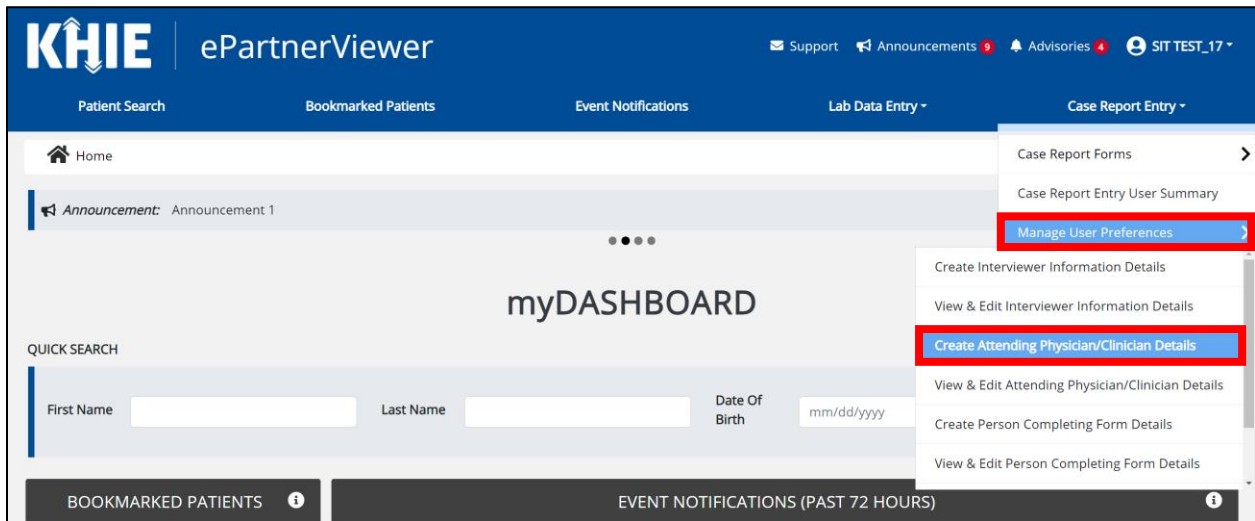 KHIE ePartnerViewer
Support Announcements 9 Advisories 4 SIT TEST_17
Patient Search Bookmarked Patients Event Notifications Lab Data Entry Case Report Entry
Home
Case Report Forms
Case Report Entry User Summary
Announcement: Announcement 1
Manage User Preferences
Create Interviewer Information Details
View & Edit Interviewer Information Details
Create Attending Physician/Clinician Details
View & Edit Attending Physician/Clinician Details
Create Person Completing Form Details
View & Edit Person Completing Form Details
myDASHBOARD
QUICK SEARCH
First Name Last Name Date Of Birth mm/dd/yyyy
BOOKMARKED PATIENTS EVENT NOTIFICATIONS (PAST 72 HOURS)